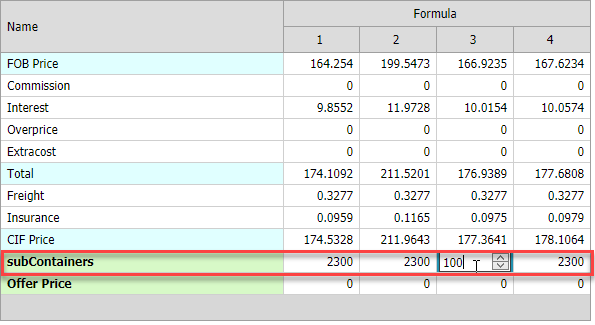 Name Formula
1 2 3 4
FOB Price 164.254 199.5473 166.9235 167.6234
Commission 0 0 0 0
Interest 9.8552 11.9728 10.0154 10.0574
Overprice 0 0 0 0
Extracost 0 0 0 0
Total 174.1092 211.5201 176.9389 177.6808
Freight 0.3277 0.3277 0.3277 0.3277
Insurance 0.0959 0.1165 0.0975 0.0979
CIF Price 174.5328 211.9643 177.3641 178.1064
subContainers 2300 2300 100 2300
Offer Price 0 0 0 0